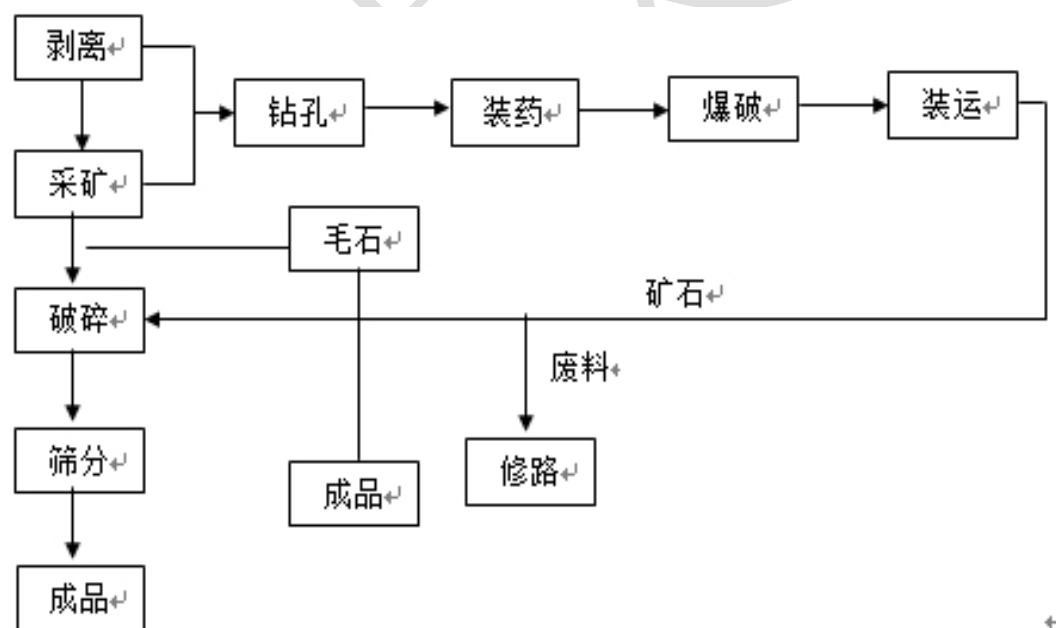 剥离
钻孔
装药
爆破
装运
采矿
毛石
矿石
破碎
废料
筛分
修路
成品
成品